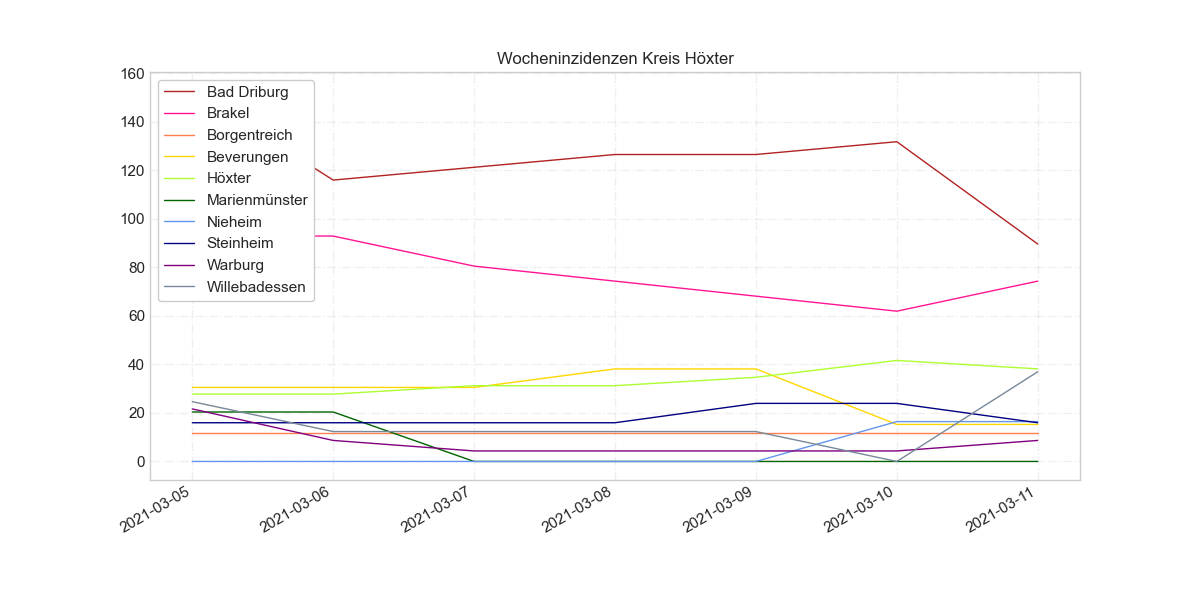 Wocheninzidenzen Kreis Höxter
160
140
120
100
80
60
40
20
0
Bad Driburg
Brakel
Borgentreich
Beverungen
Höxter
Marienmünster
Nieheim
Steinheim
Warburg
Willebadessen
2021-03-05
2021-03-06
2021-03-07
2021-03-08
2021-03-09
2021-03-10
2021-03-11